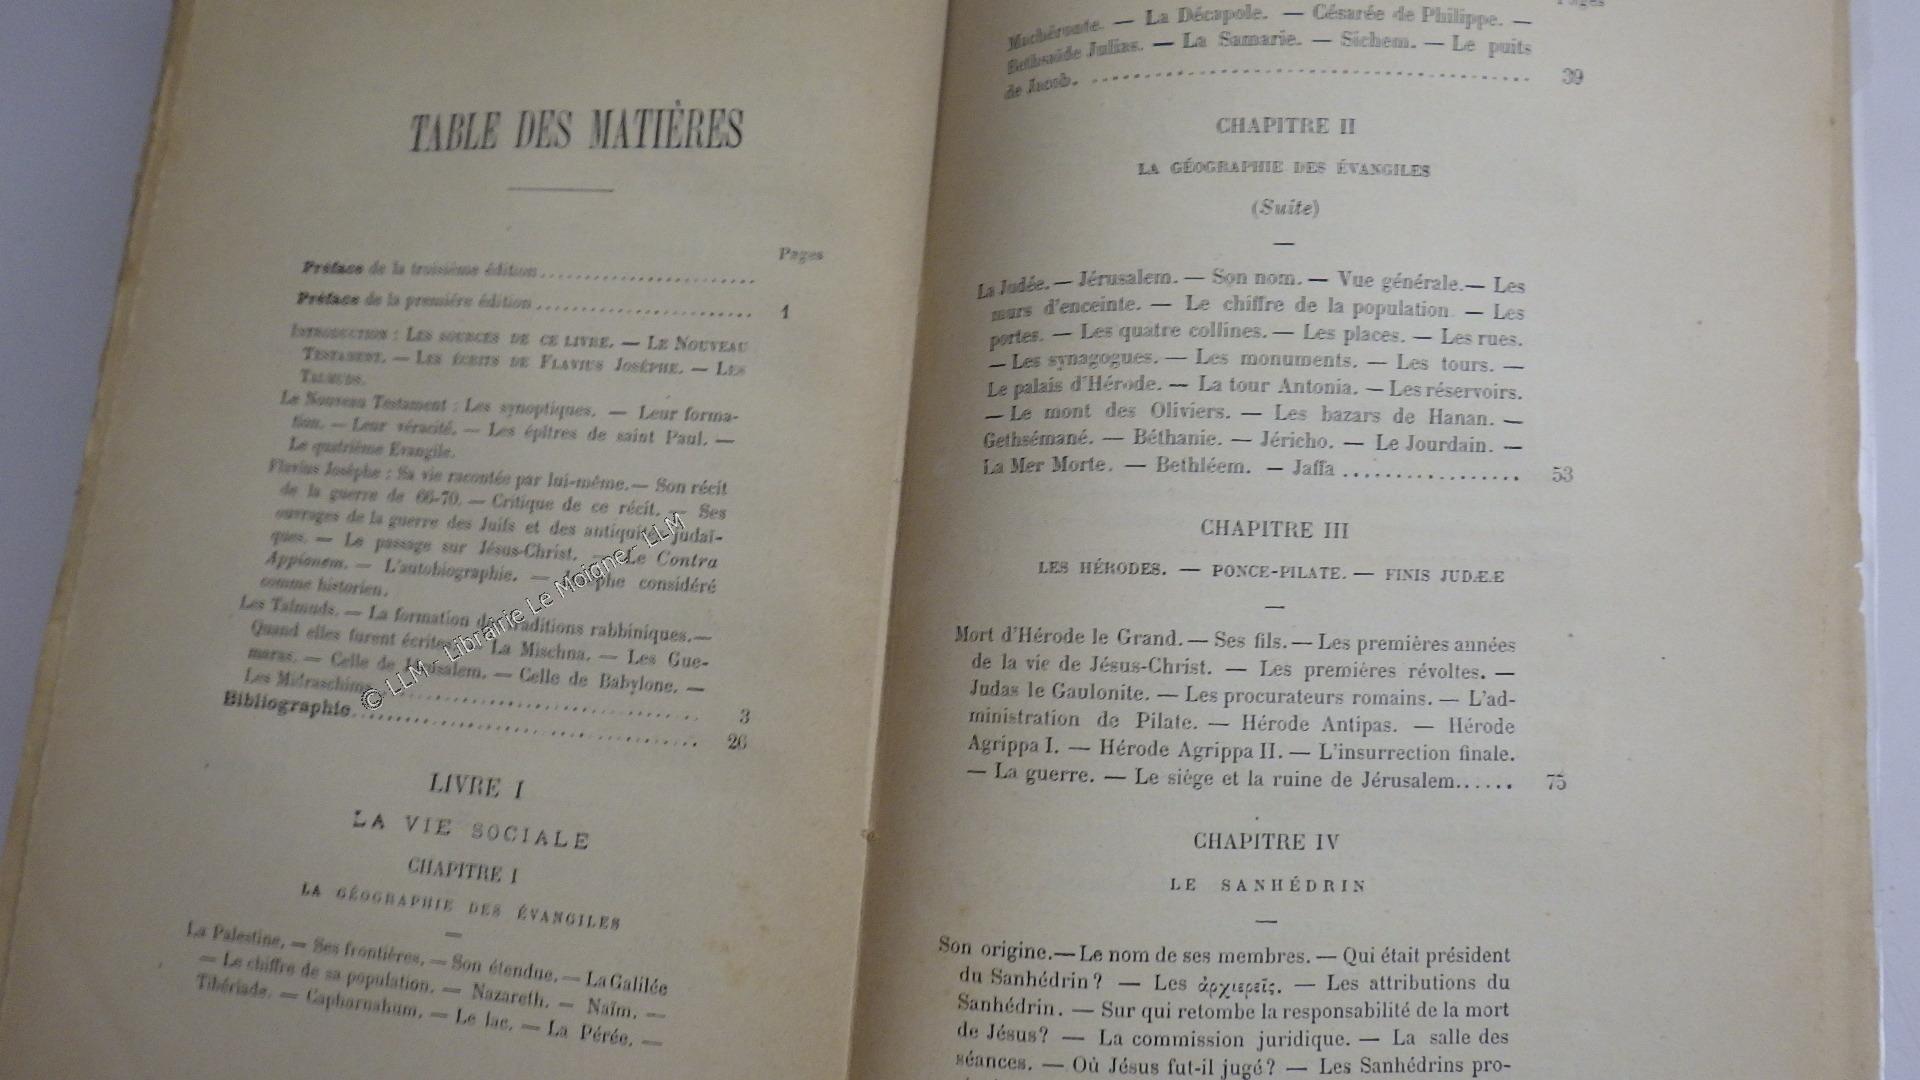 TABLE DES MATIÈRES
Pages
Préface de la troisième édition
Préface de la première édition 1
INTRODUCTION : LES SOURCES DE CE LIVRE. — LE NOUVEAU
TESTAMENT. — LES ÉCRITS DE FLAVIUS JOSÈPHE. — LES
TALMUDS.
Le Nouveau Testament : Les synoptiques. — Leur forma-
tion. — Leur véracité. — Les épîtres de saint Paul. —
Le quatrième Évangile.
Flavius Josèphe : Sa vie racontée par lui-même. — Son récit
de la guerre de 66-70. — Critique de ce récit. — Ses
ouvrages de la guerre des Juifs et des antiquités judaï-
ques. — Le passage sur Jésus-Christ. — Le Contra
Appionem. — L'autobiographie. — Josèphe considéré
comme historien.
Les Talmuds. — La formation des traditions rabbiniques. —
Quand elles furent écrites. — La Mischna. — Les Gue-
maras. — Celle de Jérusalem. — Celle de Babylone. —
Les Midraschims 3
Bibliographie 26
LIVRE I
LA VIE SOCIALE
CHAPITRE I
LA GÉOGRAPHIE DES ÉVANGILES
—
La Palestine. — Ses frontières. — Son étendue. — La Galilée
— Le chiffre de sa population. — Nazareth. — Naïm. —
Tibériade. — Capharnahum. — Le lac. — La Pérée. —
© LLM - Librairie Le Moigne - LLM
Pages
Machéronte. — La Décapole. — Césarée de Philippe. —
Bethsaïde Julias. — La Samarie. — Sichem. — Le puits
de Jacob. 39
CHAPITRE II
LA GÉOGRAPHIE DES ÉVANGILES
(Suite)
—
La Judée. — Jérusalem. — Son nom. — Vue générale. — Les
murs d'enceinte. — Le chiffre de la population — Les
portes. — Les quatre collines. — Les places. — Les rues.
— Les synagogues. — Les monuments. — Les tours. —
Le palais d'Hérode. — La tour Antonia. — Les réservoirs.
— Le mont des Oliviers. — Les bazars de Hanan. —
Gethsémané. — Béthanie. — Jéricho. — Le Jourdain. —
La Mer Morte. — Bethléem. — Jaffa 53
CHAPITRE III
LES HÉRODES. — PONCE-PILATE. — FINIS JUDÆÆ
—
Mort d'Hérode le Grand. — Ses fils. — Les premières années
de la vie de Jésus-Christ. — Les premières révoltes. —
Judas le Gaulonite. — Les procurateurs romains. — L'ad-
ministration de Pilate. — Hérode Antipas. — Hérode
Agrippa I. — Hérode Agrippa II. — L'insurrection finale.
— La guerre. — Le siège et la ruine de Jérusalem...... 75
CHAPITRE IV
LE SANHÉDRIN
—
Son origine. — Le nom de ses membres. — Qui était président
du Sanhédrin ? — Les ἀρχιερεῖς. — Les attributions du
Sanhédrin. — Sur qui retombe la responsabilité de la mort
de Jésus? — La commission juridique. — La salle des
séances. — Où Jésus fut-il jugé ? — Les Sanhédrins pro-